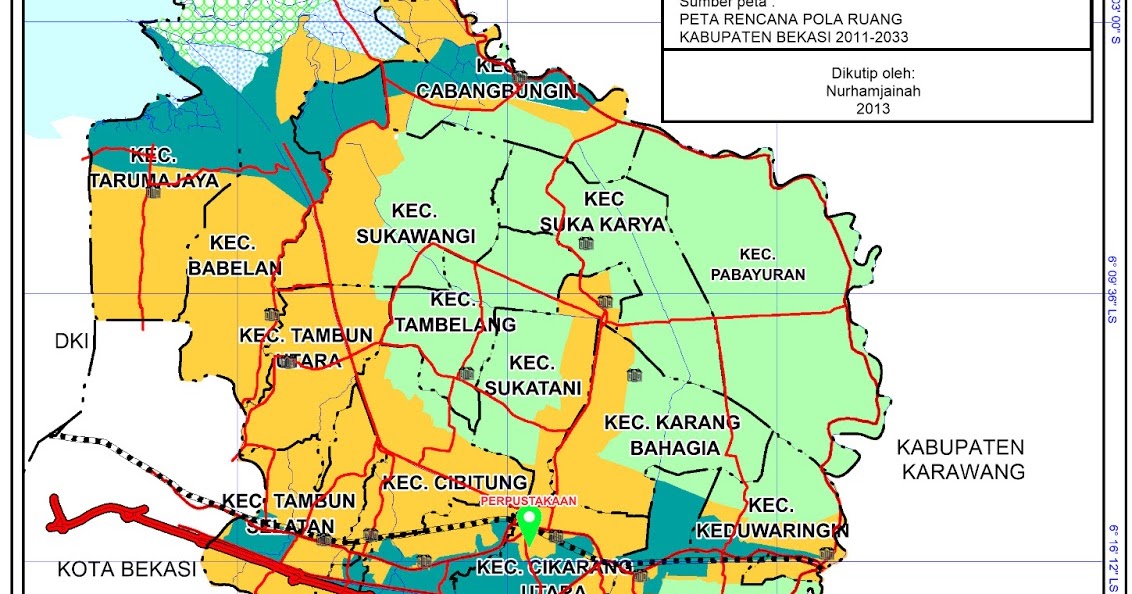 Sumber peta :
PETA RENCANA POLA RUANG
KABUPATEN BEKASI 2011-2033
Dikutip oleh:
Nurhamjainah
2013
KEC
CABANGBUNGIN
KEC.
TARUMAJAYA
KEC.
SUKAWANGI
KEC
SUKA KARYA
KEC.
BABELAN
KEC.
PABAYURAN
KEC.
TAMBELANG
KEC. TAMBUN
UTARA
DKI
KEC.
SUKATANI
KEC. KARANG
BAHAGIA
KABUPATEN
KARAWANG
KEC. CIBITUNG
PERPUSTAKAAN
KEC. TAMBUN
SELATAN
KEC.
KEDUWARINGIN
KOTA BEKASI
KEC. CIKARANG
UTARA
03'00" S
6° 09'36" LS
6° 16'12" LS